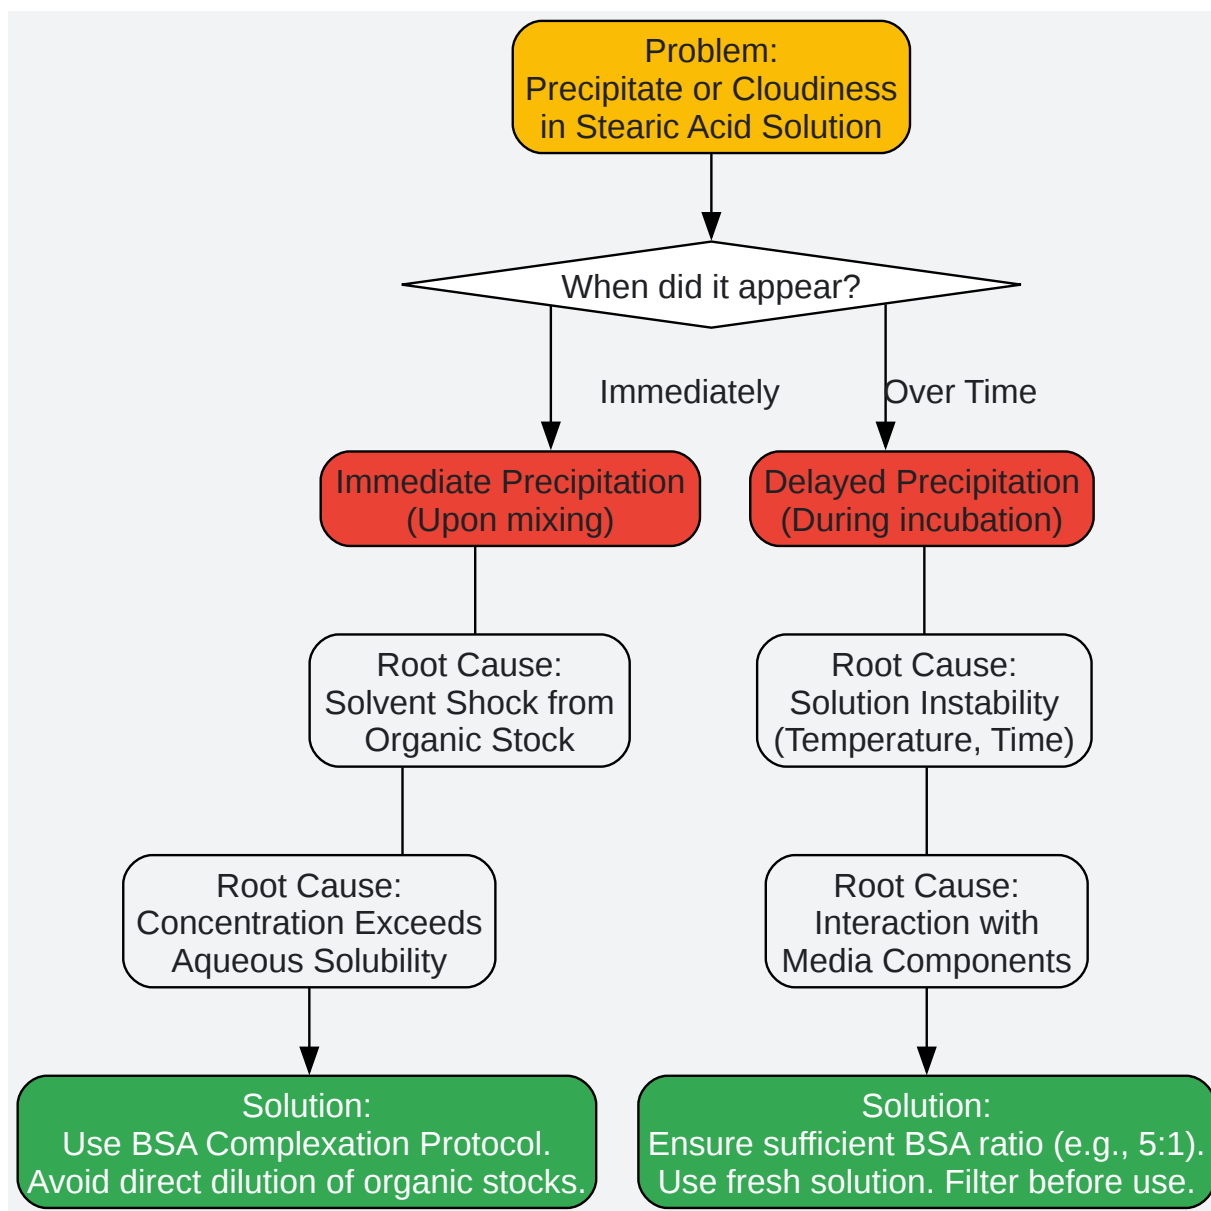 Problem:
Precipitate or Cloudiness
in Stearic Acid Solution
When did it appear?
Immediately
Over Time
Immediate Precipitation
(Upon mixing)
Delayed Precipitation
(During incubation)
Root Cause:
Solvent Shock from
Organic Stock
Root Cause:
Solution Instability
(Temperature, Time)
Root Cause:
Concentration Exceeds
Aqueous Solubility
Root Cause:
Interaction with
Media Components
Solution:
Use BSA Complexation Protocol.
Avoid direct dilution of organic stocks.
Solution:
Ensure sufficient BSA ratio (e.g., 5:1).
Use fresh solution. Filter before use.